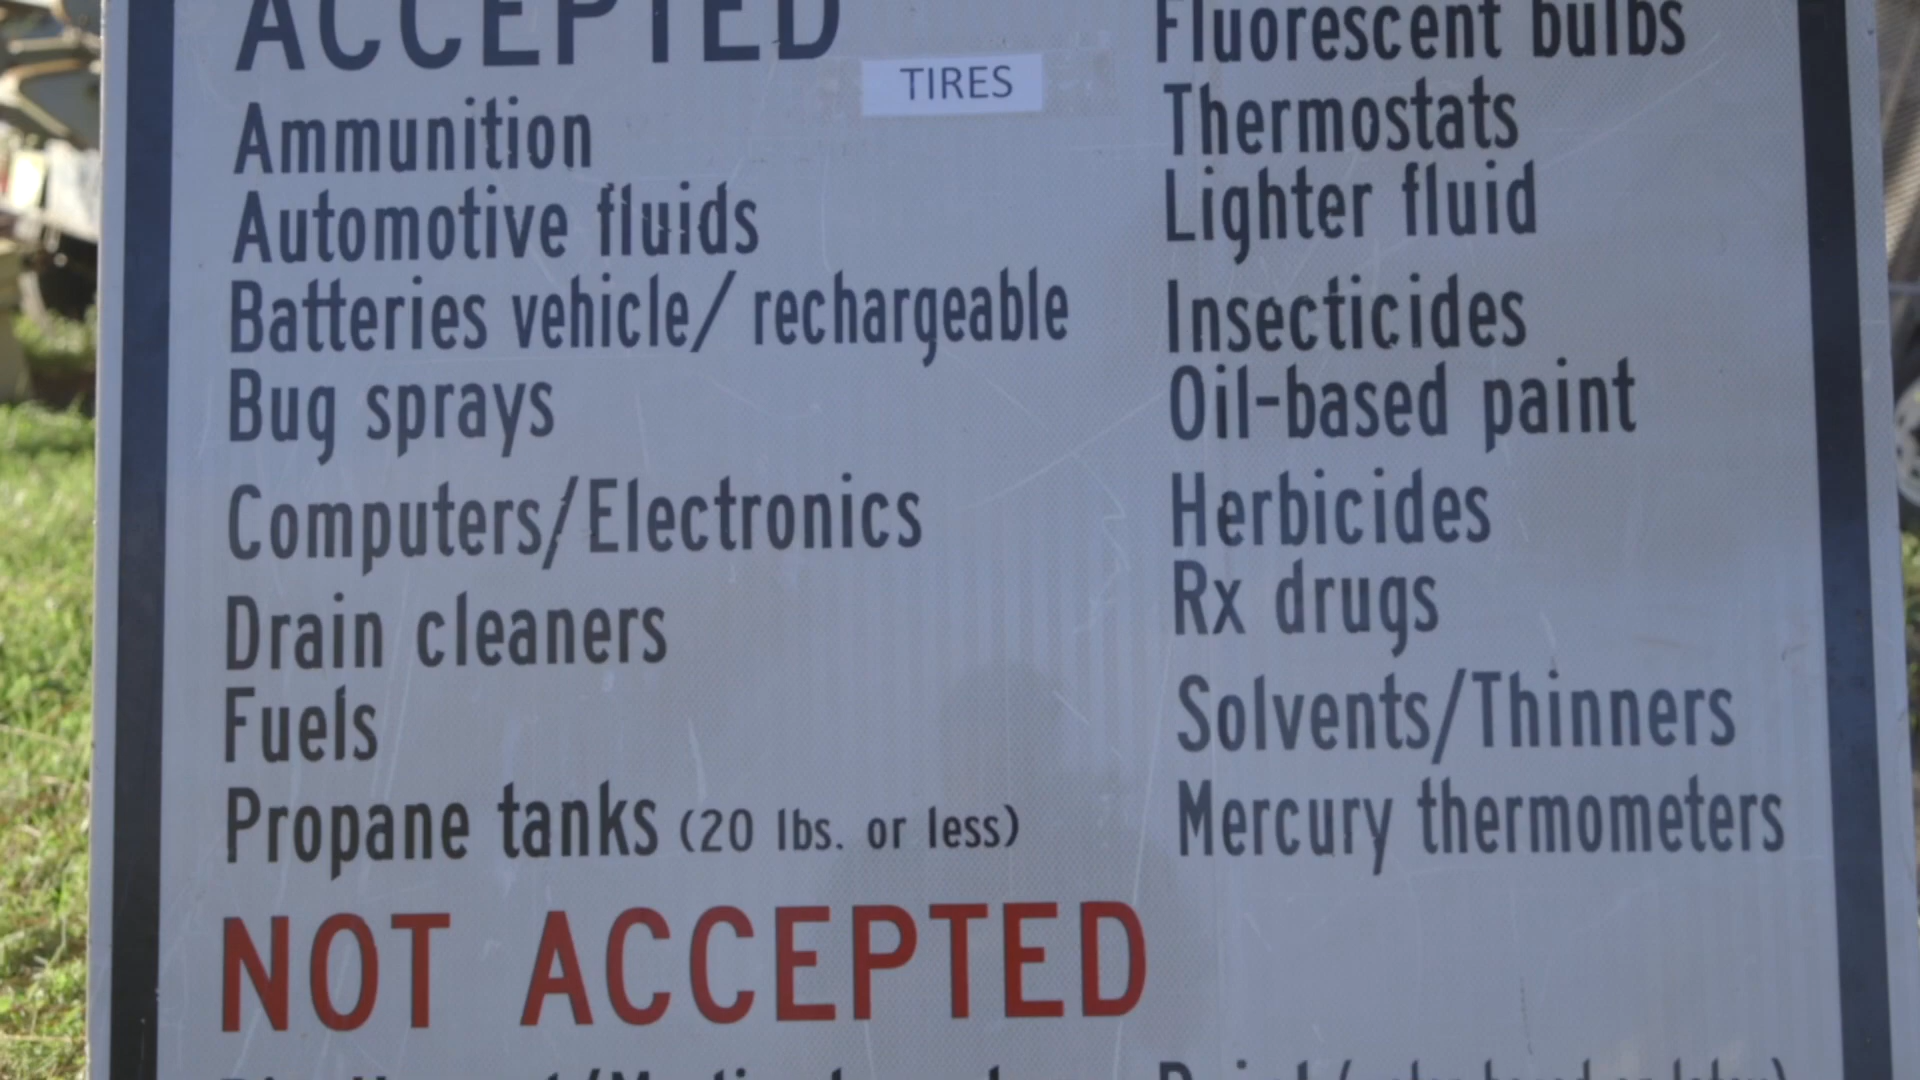 ACCEPTED
TIRES
Ammunition
Automotive fluids
Batteries vehicle/ rechargeable
Bug sprays
Computers/Electronics
Drain cleaners
Fuels
Propane tanks (20 lbs. or less)
Fluorescent bulbs
Thermostats
Lighter fluid
Insecticides
Oil-based paint
Herbicides
Rx drugs
Solvents/Thinners
Mercury thermometers
NOT ACCEPTED